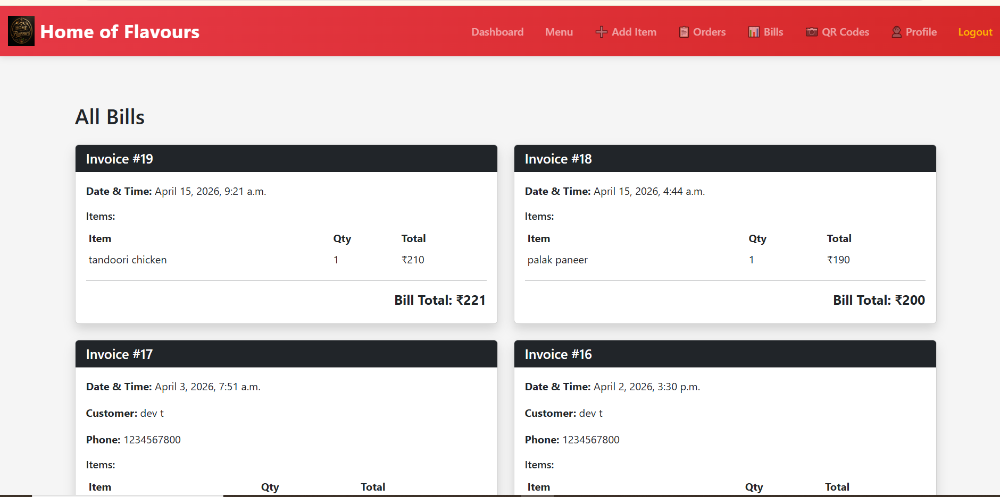 HOME
Flavours
Home of Flavours
Dashboard Menu ➕ Add Item 📋 Orders 📊 Bills 📷 QR Codes Profile Logout
All Bills
Invoice #19
Date & Time: April 15, 2026, 9:21 a.m.
Items:
Item Qty Total
tandoori chicken 1 ₹210
Bill Total: ₹221
Invoice #18
Date & Time: April 15, 2026, 4:44 a.m.
Items:
Item Qty Total
palak paneer 1 ₹190
Bill Total: ₹200
Invoice #17
Date & Time: April 3, 2026, 7:51 a.m.
Customer: dev t
Phone: 1234567800
Items:
Item Qty Total
Invoice #16
Date & Time: April 2, 2026, 3:30 p.m.
Customer: dev t
Phone: 1234567800
Items:
Item Qty Total